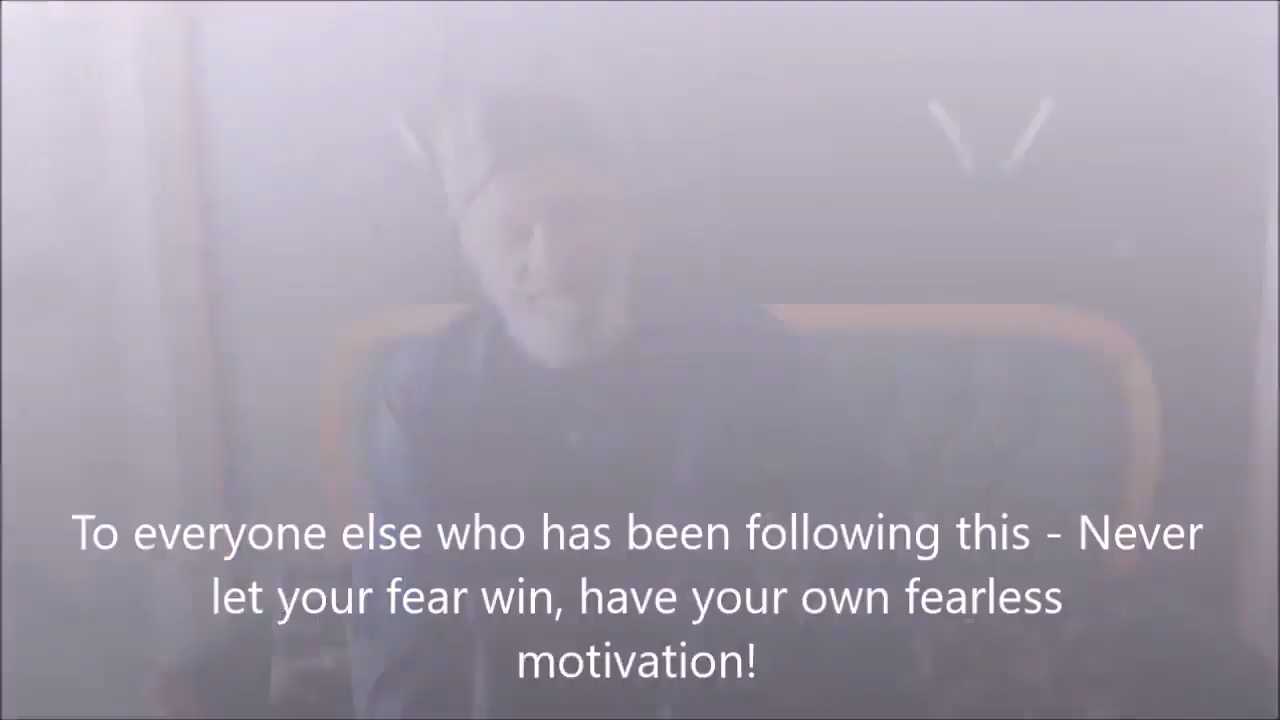 To everyone else who has been following this - Never
let your fear win, have your own fearless
motivation!